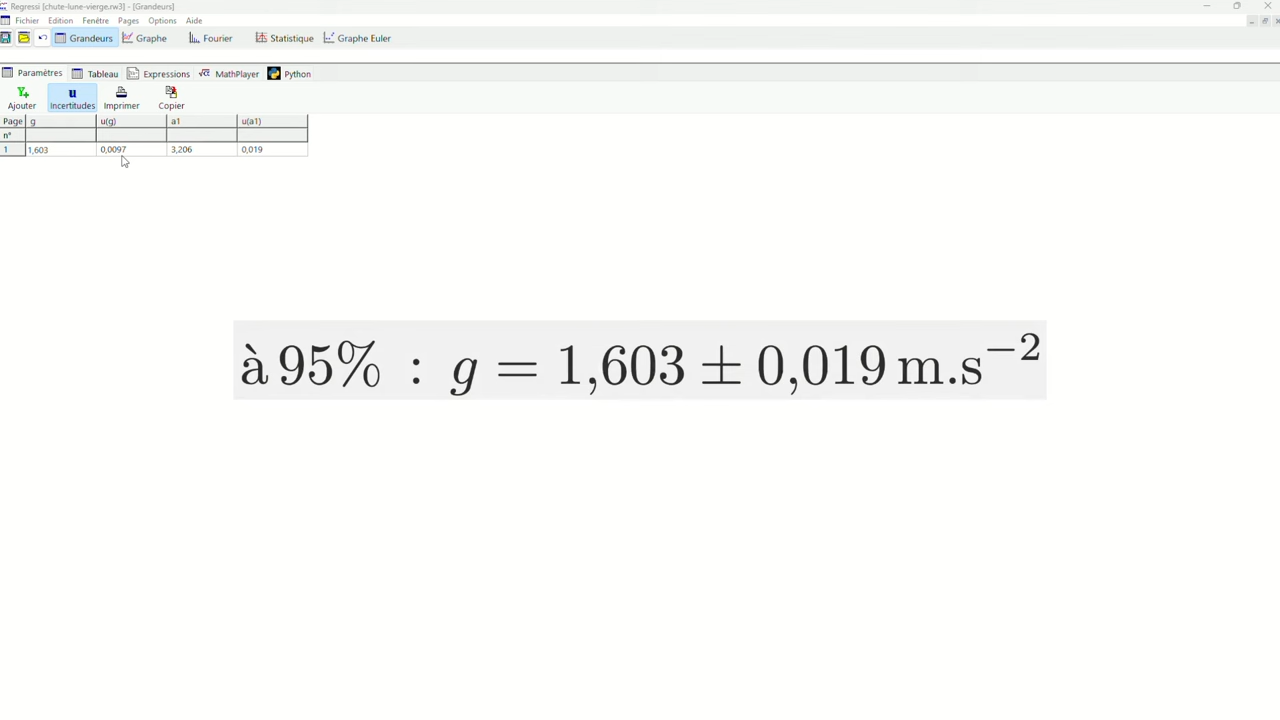 Regressi [chute-lune-vierge.rw3] - [Grandeurs]
Fichier Edition Fenêtre Pages Options Aide
Grandeurs Graphe Fourier Statistique Graphe Euler
Paramètres Tableau Expressions MathPlayer Python
Ajouter Incertitudes Imprimer Copier
Page g u(g) a1 u(a1)
n°
1 1,603 0,0097 3,206 0,019
à 95% : g = 1,603 ± 0,019 m.s⁻²